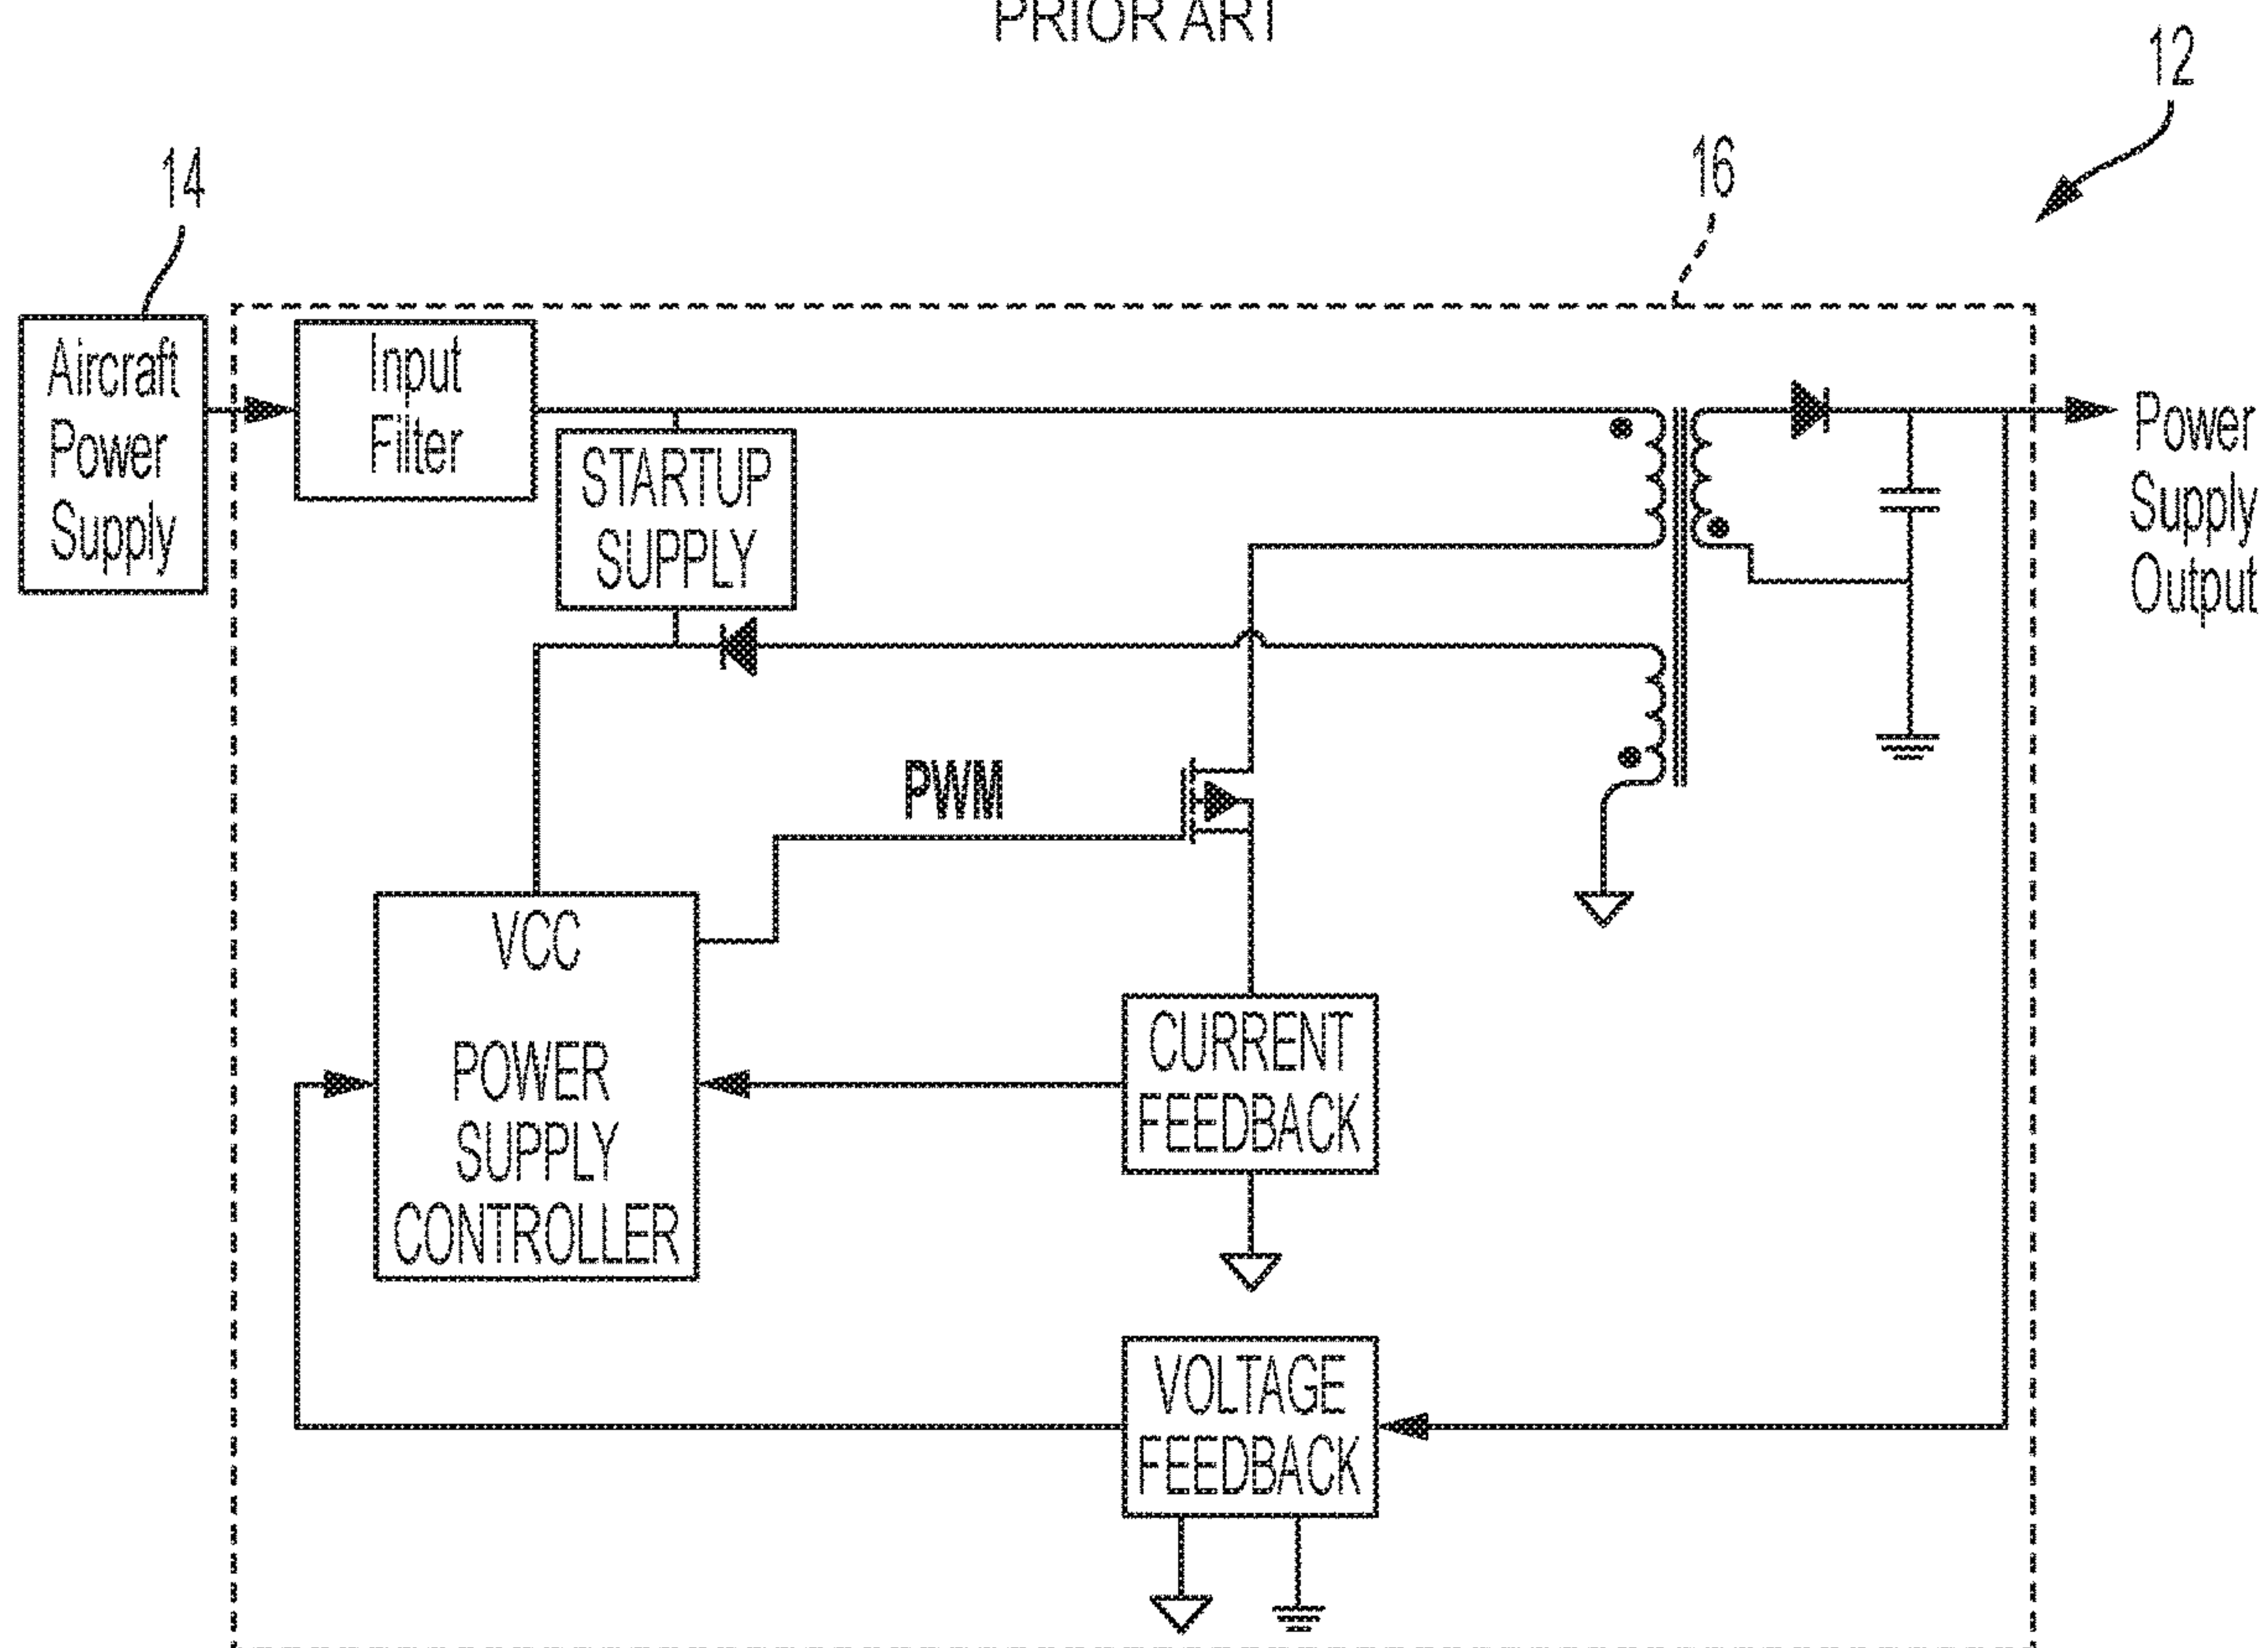 PRIOR ART
12
14
16
Aircraft
Power
Supply
Input
Filter
STARTUP
SUPPLY
Power
Supply
Output
PWM
VCC
POWER
SUPPLY
CONTROLLER
CURRENT
FEEDBACK
VOLTAGE
FEEDBACK